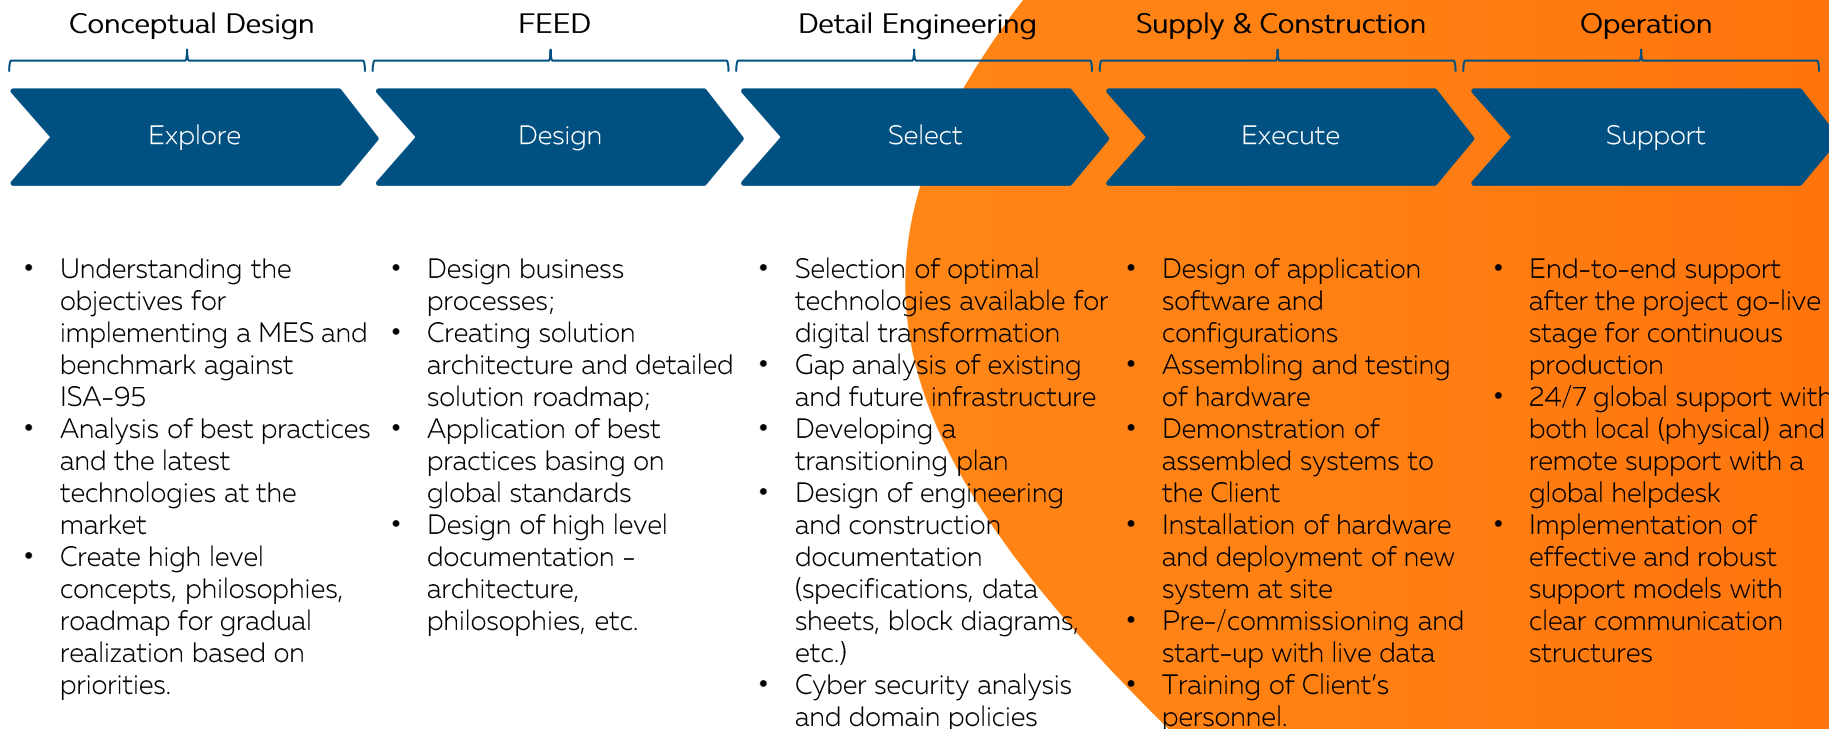 Conceptual Design
FEED
Detail Engineering
Supply & Construction
Operation
Explore
Design
Select
Execute
Support
• Understanding the
objectives for
implementing a MES and
benchmark against
ISA-95
• Analysis of best practices
and the latest
technologies at the
market
• Create high level
concepts, philosophies,
roadmap for gradual
realization based on
priorities.
• Design business
processes;
• Creating solution
architecture and detailed
solution roadmap;
• Application of best
practices basing on
global standards
• Design of high level
documentation -
architecture,
philosophies, etc.
• Selection of optimal
technologies available for
digital transformation
• Gap analysis of existing
and future infrastructure
• Developing a
transitioning plan
• Design of engineering
and construction
documentation
(specifications, data
sheets, block diagrams,
etc.)
• Cyber security analysis
and domain policies
• Design of application
software and
configurations
• Assembling and testing
of hardware
• Demonstration of
assembled systems to
the Client
• Installation of hardware
and deployment of new
system at site
• Pre-/commissioning and
start-up with live data
• Training of Client's
personnel.
• End-to-end support
after the project go-live
stage for continuous
production
• 24/7 global support with
both local (physical) and
remote support with a
global helpdesk
• Implementation of
effective and robust
support models with
clear communication
structures